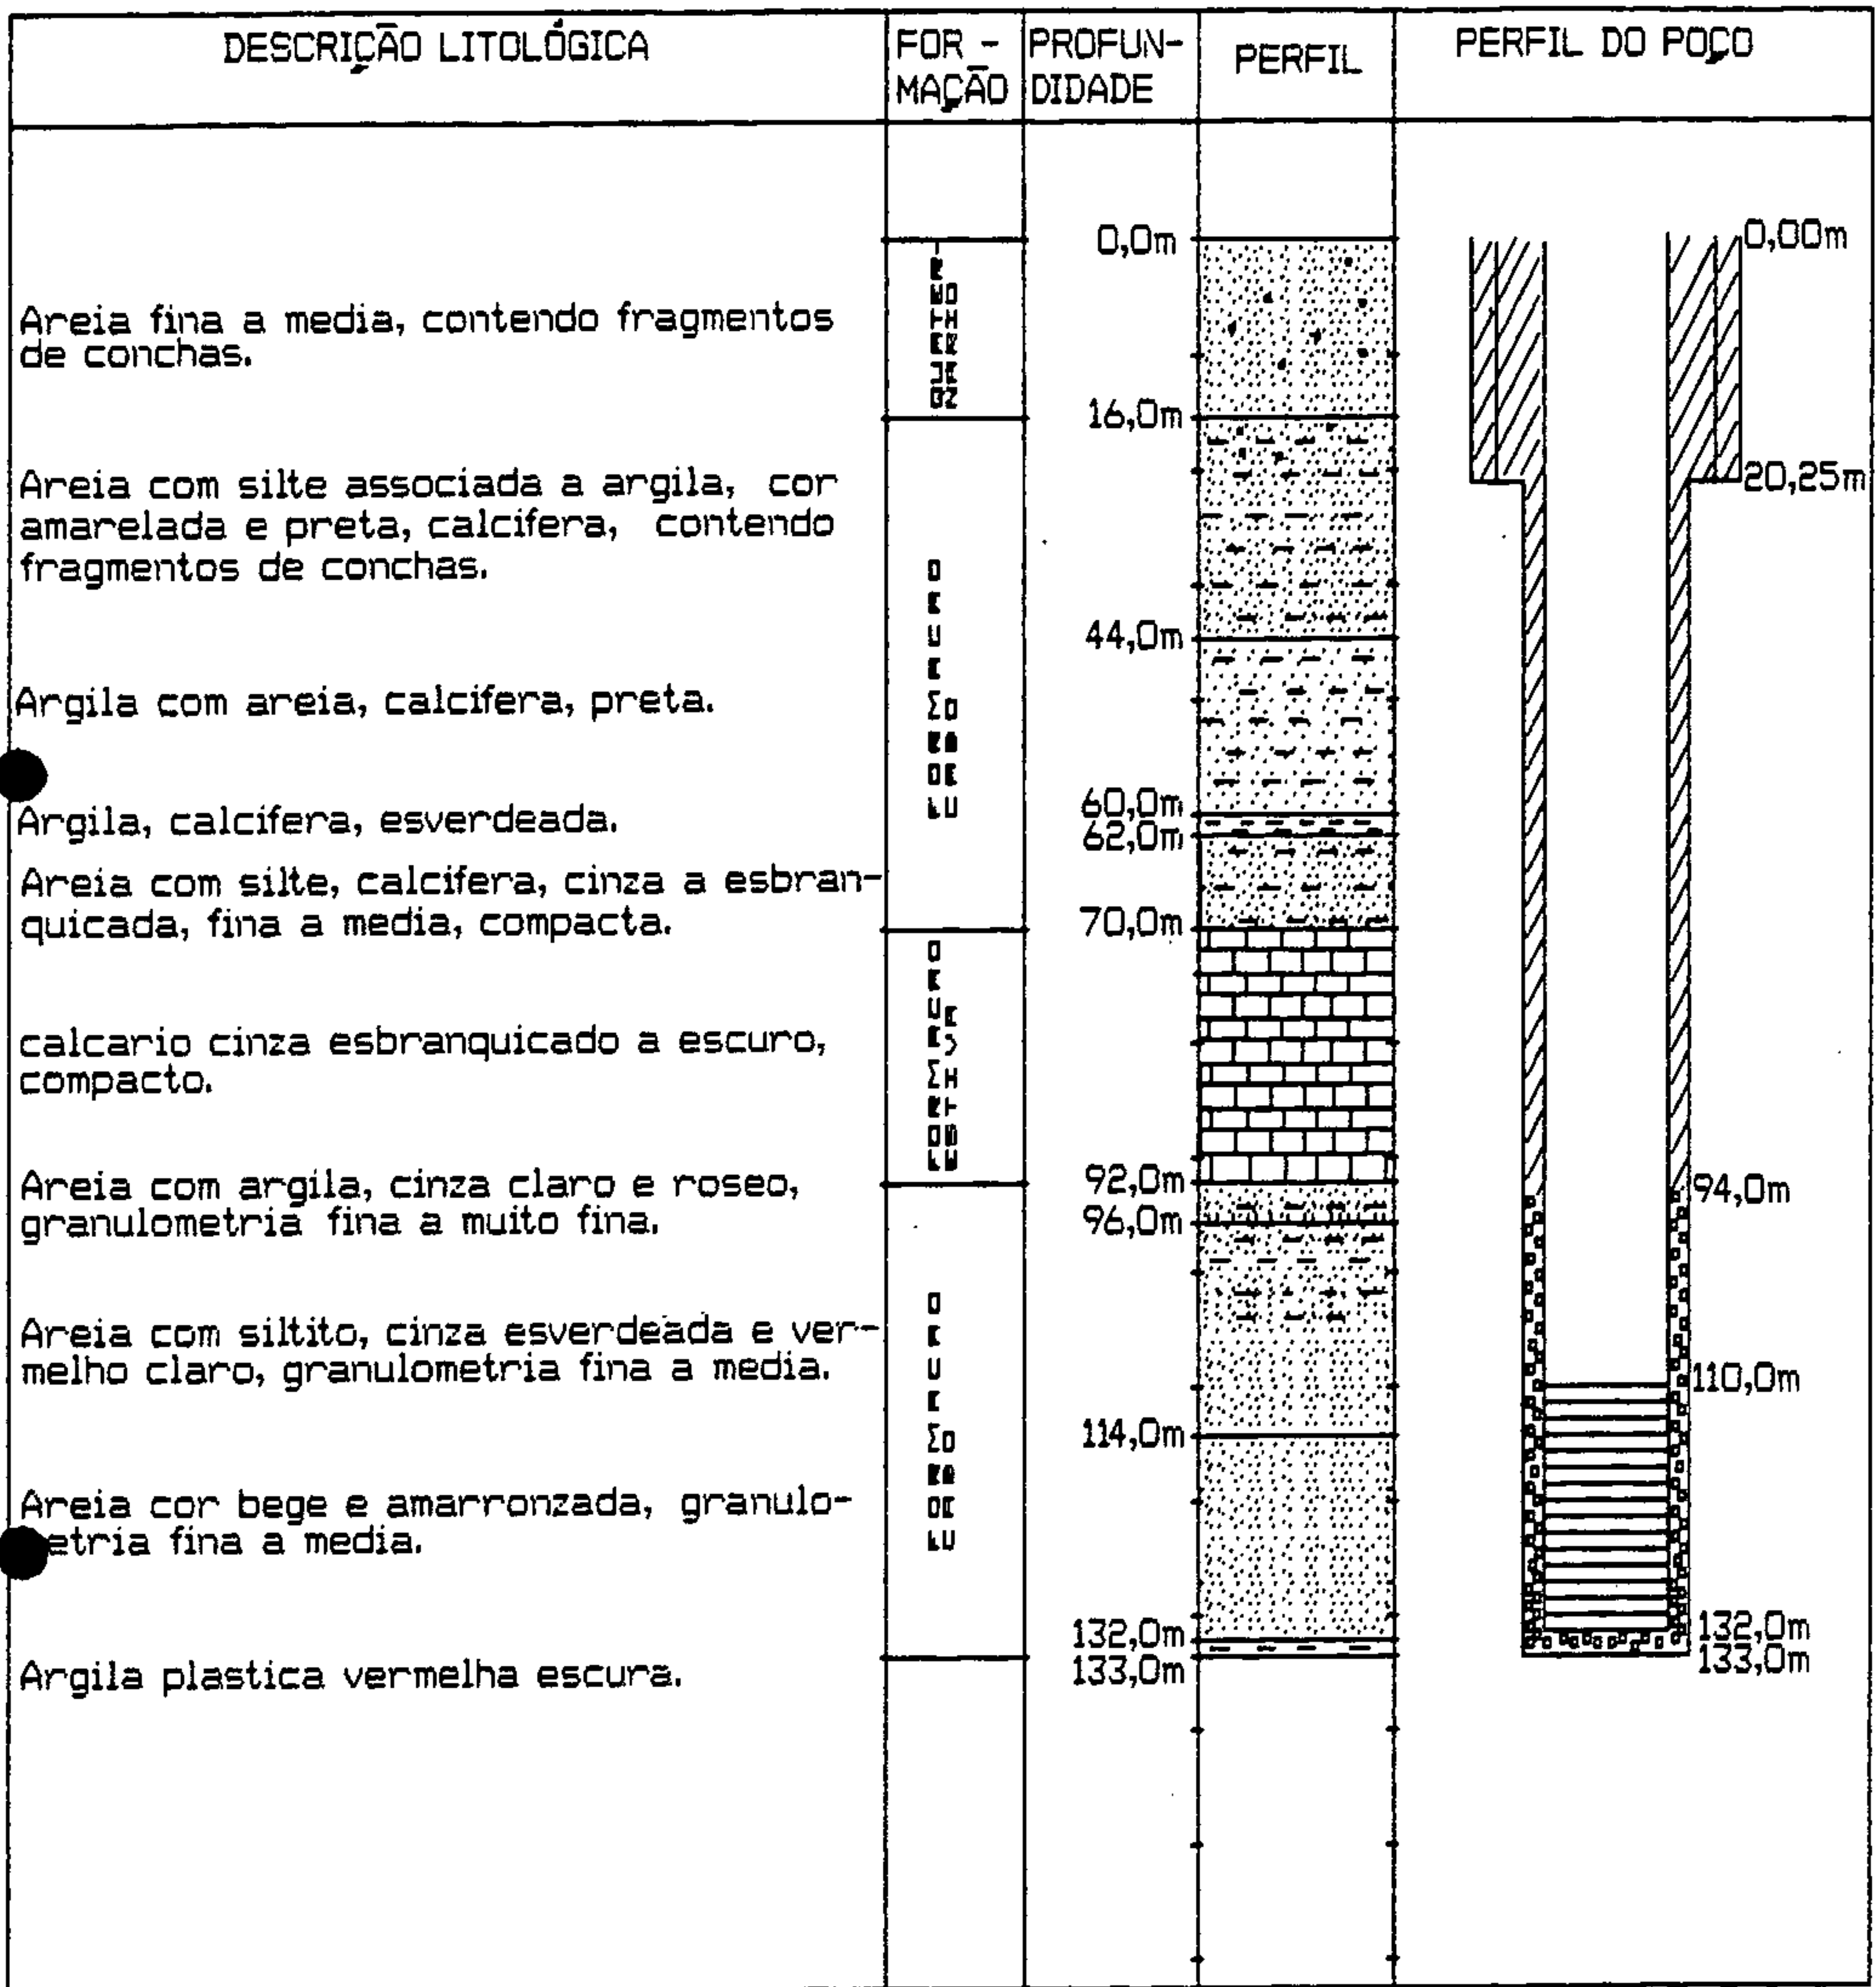 DESCRIÇÃO LITOLÓGICA
FOR -
MAÇÃO
PROFUN-
DIDADE
PERFIL
PERFIL DO POÇO
Areia fina a media, contendo fragmentos
de conchas.
Areia com silte associada a argila, cor
amarelada e preta, calcifera, contendo
fragmentos de conchas.
Argila com areia, calcifera, preta.
Argila, calcifera, esverdeada.
Areia com silte, calcifera, cinza a esbran-
quicada, fina a media, compacta.
calcario cinza esbranquicado a escuro,
compacto.
Areia com argila, cinza claro e roseo,
granulometria fina a muito fina.
Areia com siltito, cinza esverdeada e ver-
melho claro, granulometria fina a media.
Areia cor bege e amarronzada, granulo-
etria fina a media.
Argila plastica vermelha escura.
QUATER-
NARIO
FORMACAO
FORMACAO
FORMACAO
0,0m
16,0m
44,0m
60,0m
62,0m
70,0m
92,0m
96,0m
114,0m
132,0m
133,0m
0,00m
20,25m
94,0m
110,0m
132,0m
133,0m